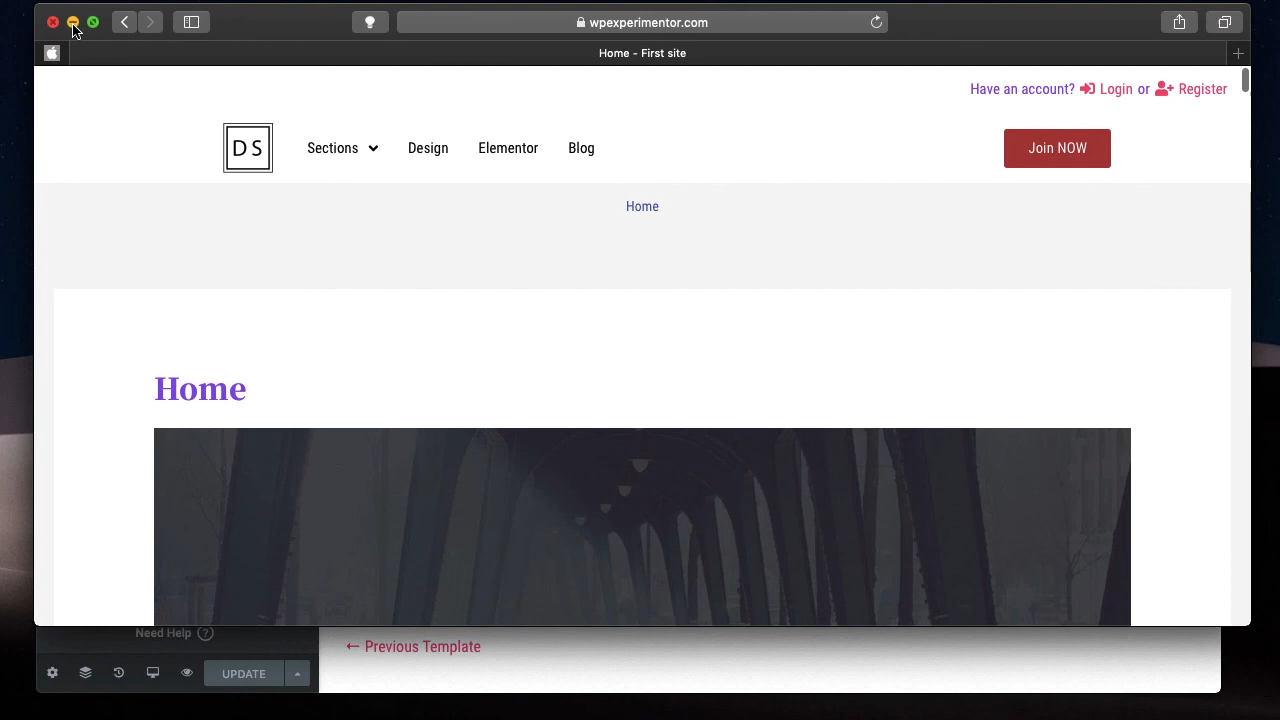 wpexperimentor.com
Home - First site
Have an account? Login or Register
DS Sections Design Elementor Blog Join NOW
Home
Home
Need Help ?
← Previous Template
UPDATE